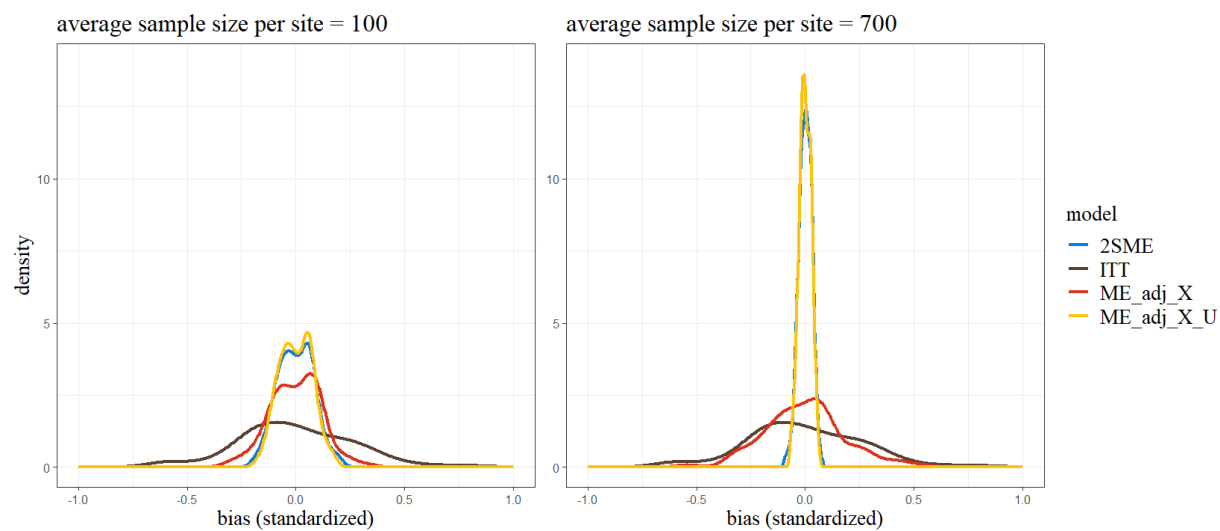 average sample size per site = 100
average sample size per site = 700
density
10
5
0
-1.0 -0.5 0.0 0.5 1.0
bias (standardized)
10
5
0
-1.0 -0.5 0.0 0.5 1.0
bias (standardized)
model
2SME
ITT
ME_adj_X
ME_adj_X_U